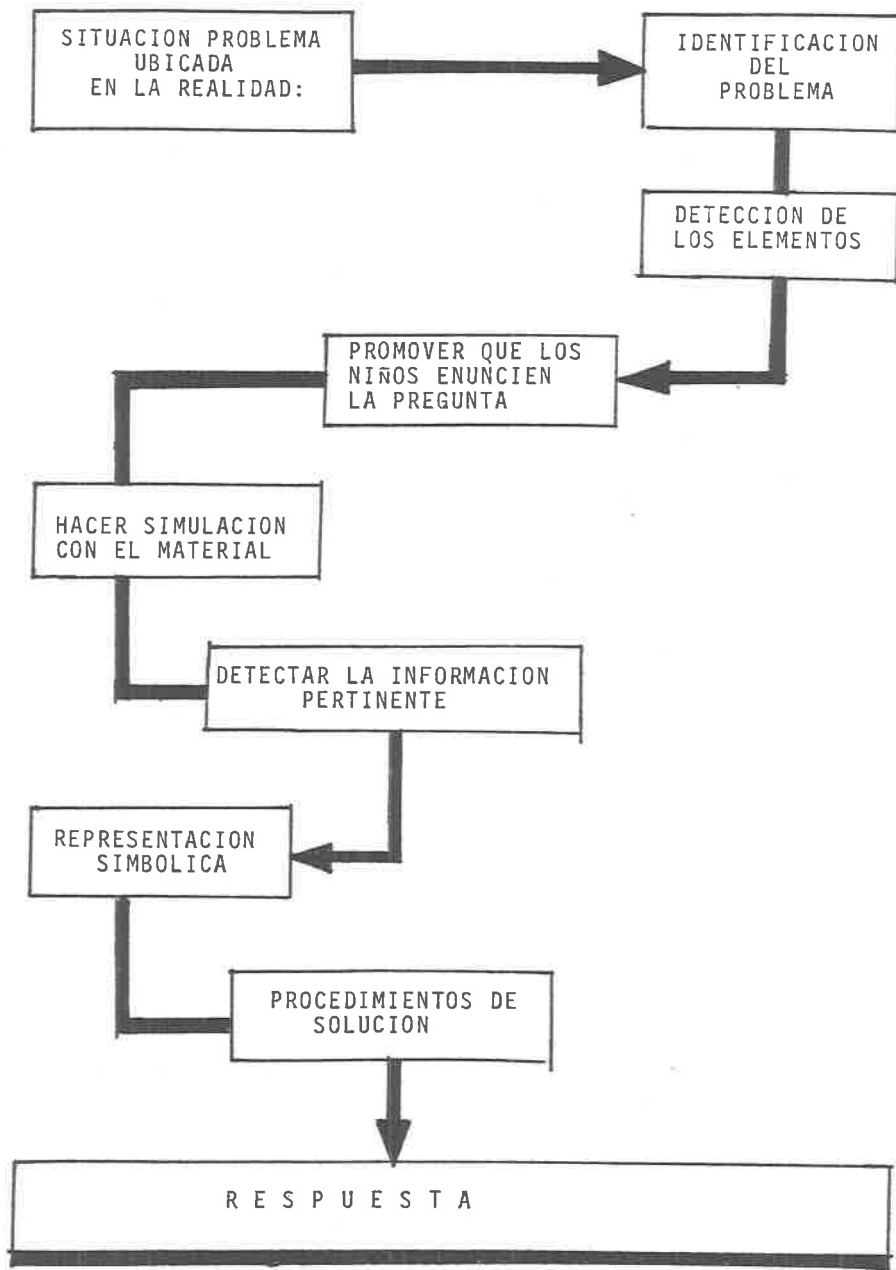 SITUACION PROBLEMA
UBICADA
EN LA REALIDAD:
IDENTIFICACION
DEL
PROBLEMA
DETECCION DE
LOS ELEMENTOS
PROMOVER QUE LOS
NIÑOS ENUNCIEN
LA PREGUNTA
HACER SIMULACION
CON EL MATERIAL
DETECTAR LA INFORMACION
PERTINENTE
REPRESENTACION
SIMBOLICA
PROCEDIMIENTOS DE
SOLUCION
R E S P U E S T A